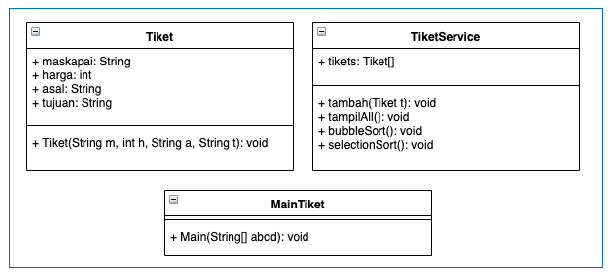 Tiket
+ maskapai: String
+ harga: int
+ asal: String
+ tujuan: String
+ Tiket(String m, int h, String a, String t): void
TiketService
+ tikets: Tiket[]
+ tambah(Tiket t): void
+ tampilAll(): void
+ bubbleSort(): void
+ selectionSort(): void
MainTiket
+ Main(String[] abcd): void